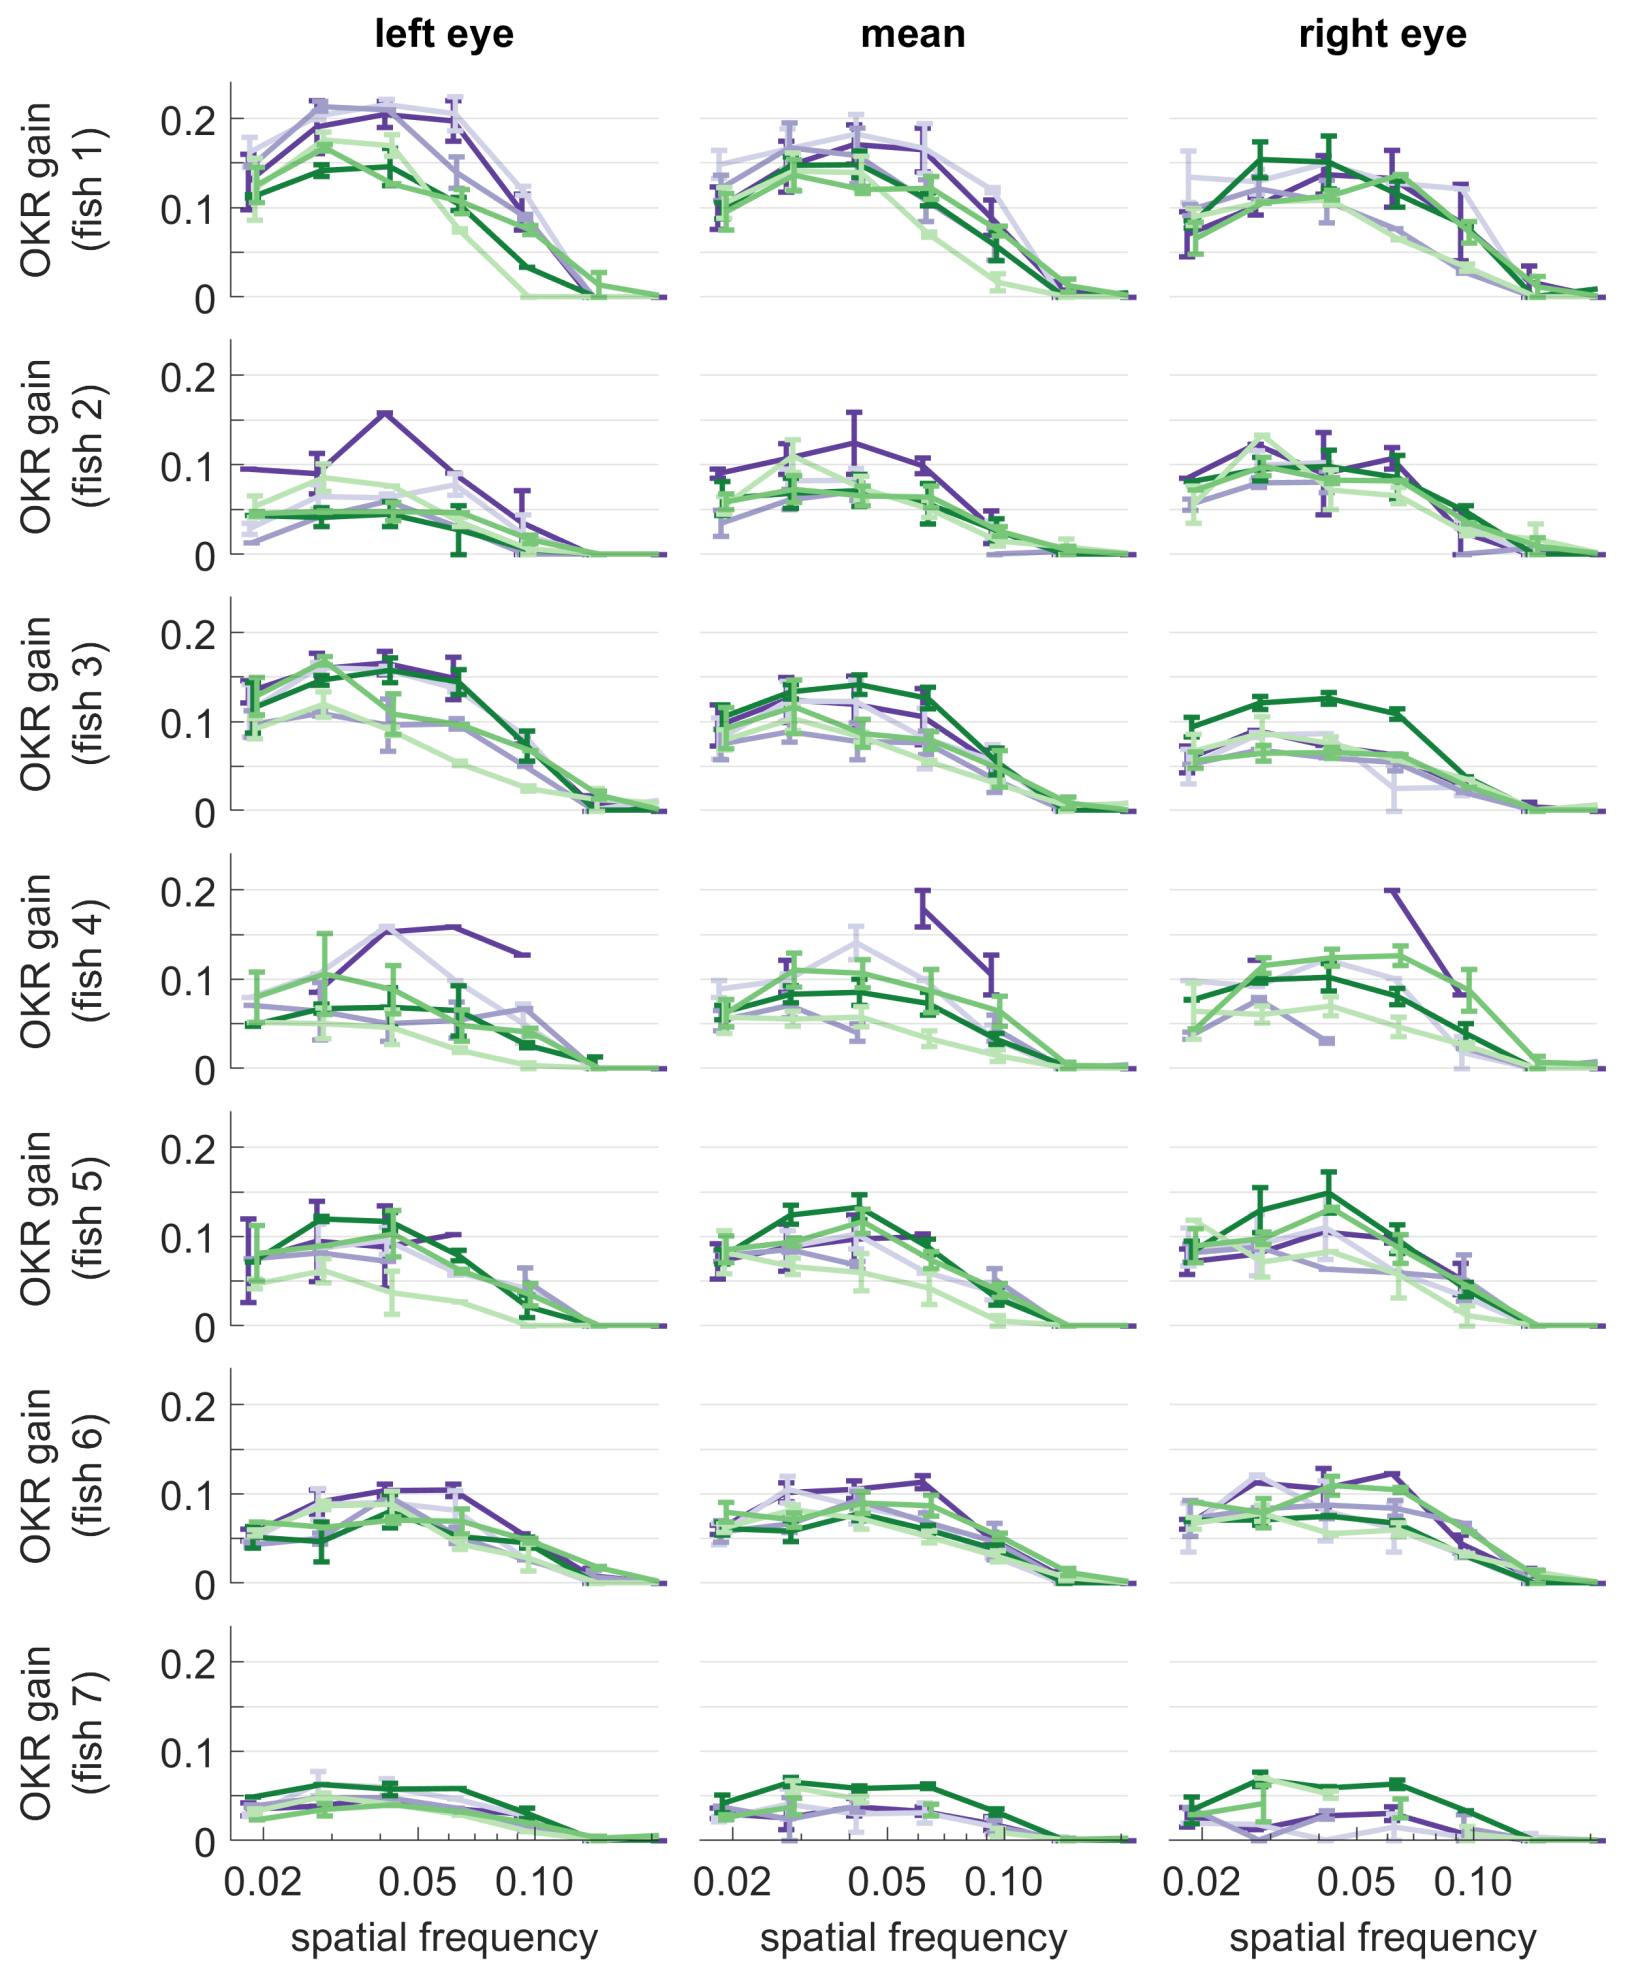 left eye mean right eye
OKR gain
(fish 1)
0.2
0.1
0
OKR gain
(fish 2)
0.2
0.1
0
OKR gain
(fish 3)
0.2
0.1
0
OKR gain
(fish 4)
0.2
0.1
0
OKR gain
(fish 5)
0.2
0.1
0
OKR gain
(fish 6)
0.2
0.1
0
OKR gain
(fish 7)
0.2
0.1
0
0.02 0.05 0.10 0.02 0.05 0.10 0.02 0.05 0.10
spatial frequency spatial frequency spatial frequency